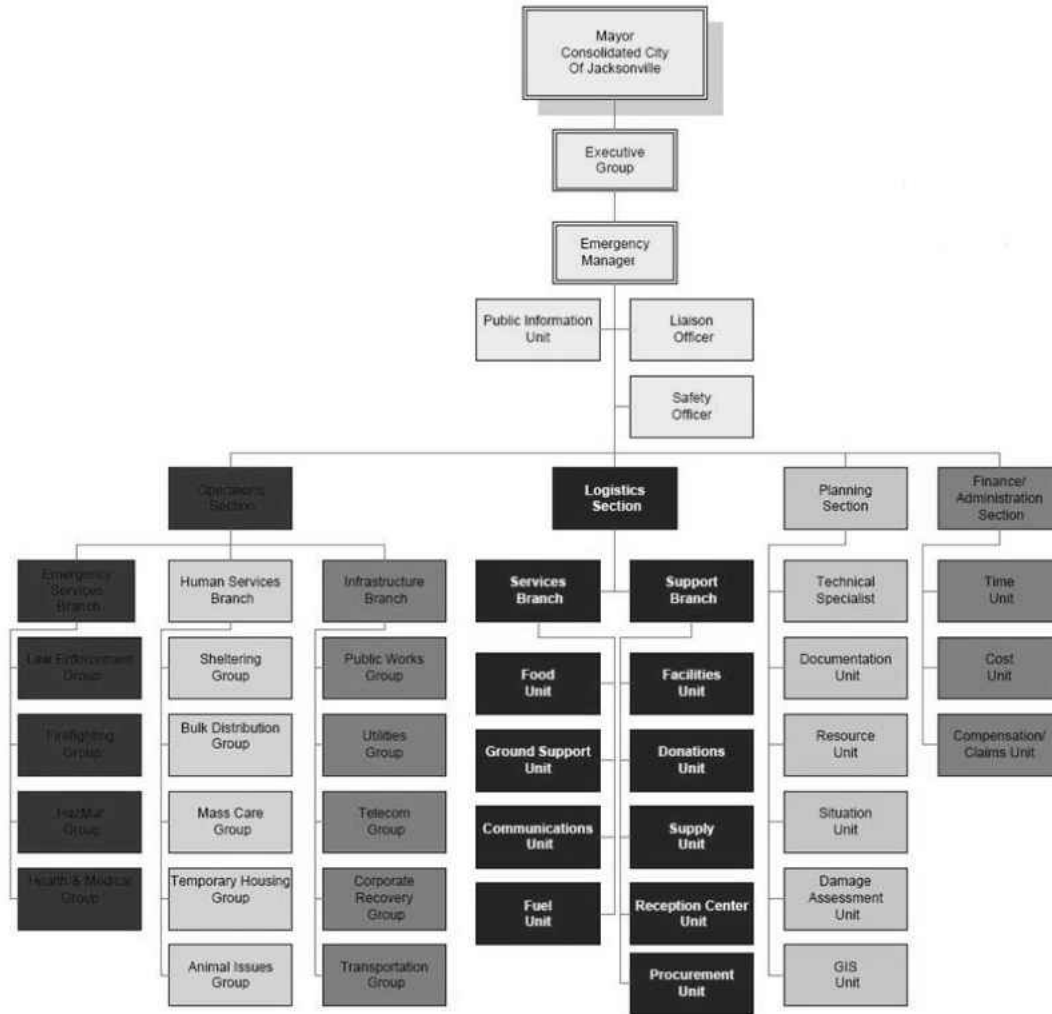 Mayor
Consolidated City
Of Jacksonville
Executive
Group
Emergency
Manager
Public Information
Unit
Liaison
Officer
Safety
Officer
Operations
Section
Logistics
Section
Planning
Section
Finance/
Administration
Section
Emergency
Services
Branch
Human Services
Branch
Infrastructure
Branch
Services
Branch
Support
Branch
Technical
Specialist
Time
Unit
Law Enforcement
Group
Sheltering
Group
Public Works
Group
Food
Unit
Facilities
Unit
Documentation
Unit
Cost
Unit
Firefighting
Group
Bulk Distribution
Group
Utilities
Group
Ground Support
Unit
Donations
Unit
Resource
Unit
Compensation/
Claims Unit
HazMat
Group
Mass Care
Group
Telecom
Group
Communications
Unit
Supply
Unit
Situation
Unit
Health & Medical
Group
Temporary Housing
Group
Corporate
Recovery
Group
Fuel
Unit
Reception Center
Unit
Damage
Assessment
Unit
Animal Issues
Group
Transportation
Group
Procurement
Unit
GIS
Unit